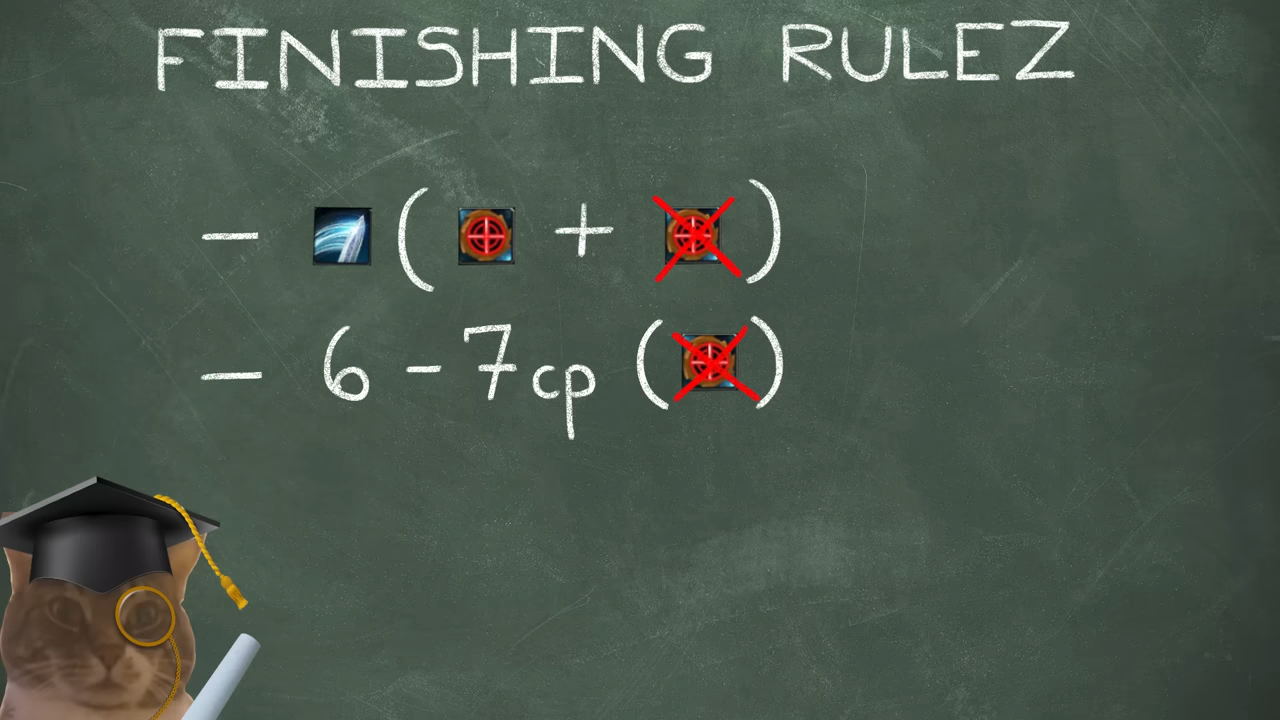 FINISHING RULEZ
- ( + )
- 6-7cp ( )